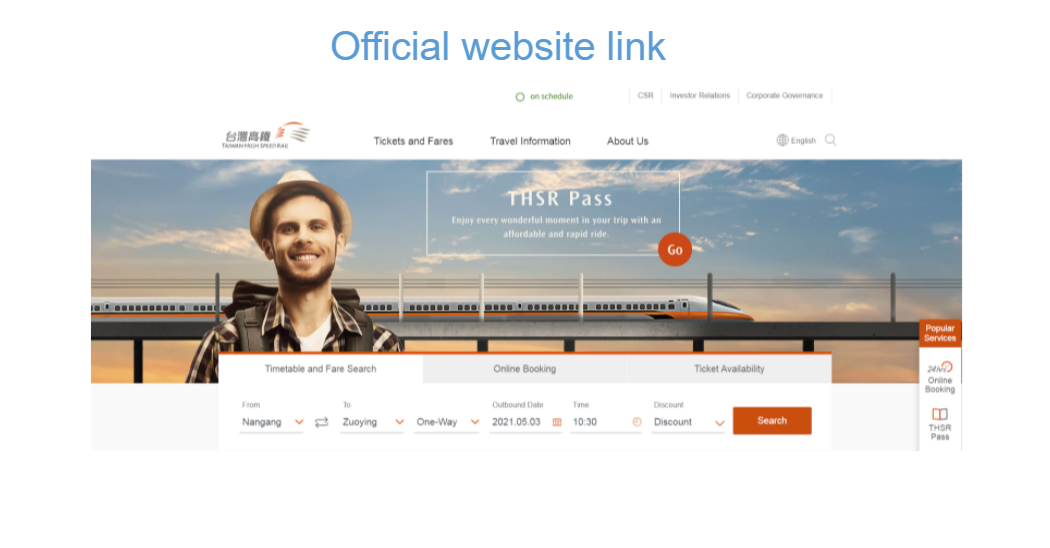 Official website link
on schedule
CSR
Investor Relations
Corporate Governance
台灣高鐵
TAIWAN HIGH SPEED RAIL
Tickets and Fares
Travel Information
About Us
English
THSR Pass
Enjoy every wonderful moment in your trip with an
affordable and rapid ride.
Go
Popular
Services
24hrs
Online
Booking
THSR
Pass
Timetable and Fare Search
Online Booking
Ticket Availability
From
To
Outbound Date
Time
Discount
Nangang
Zuoying
One-Way
2021.05.03
10:30
Discount
Search